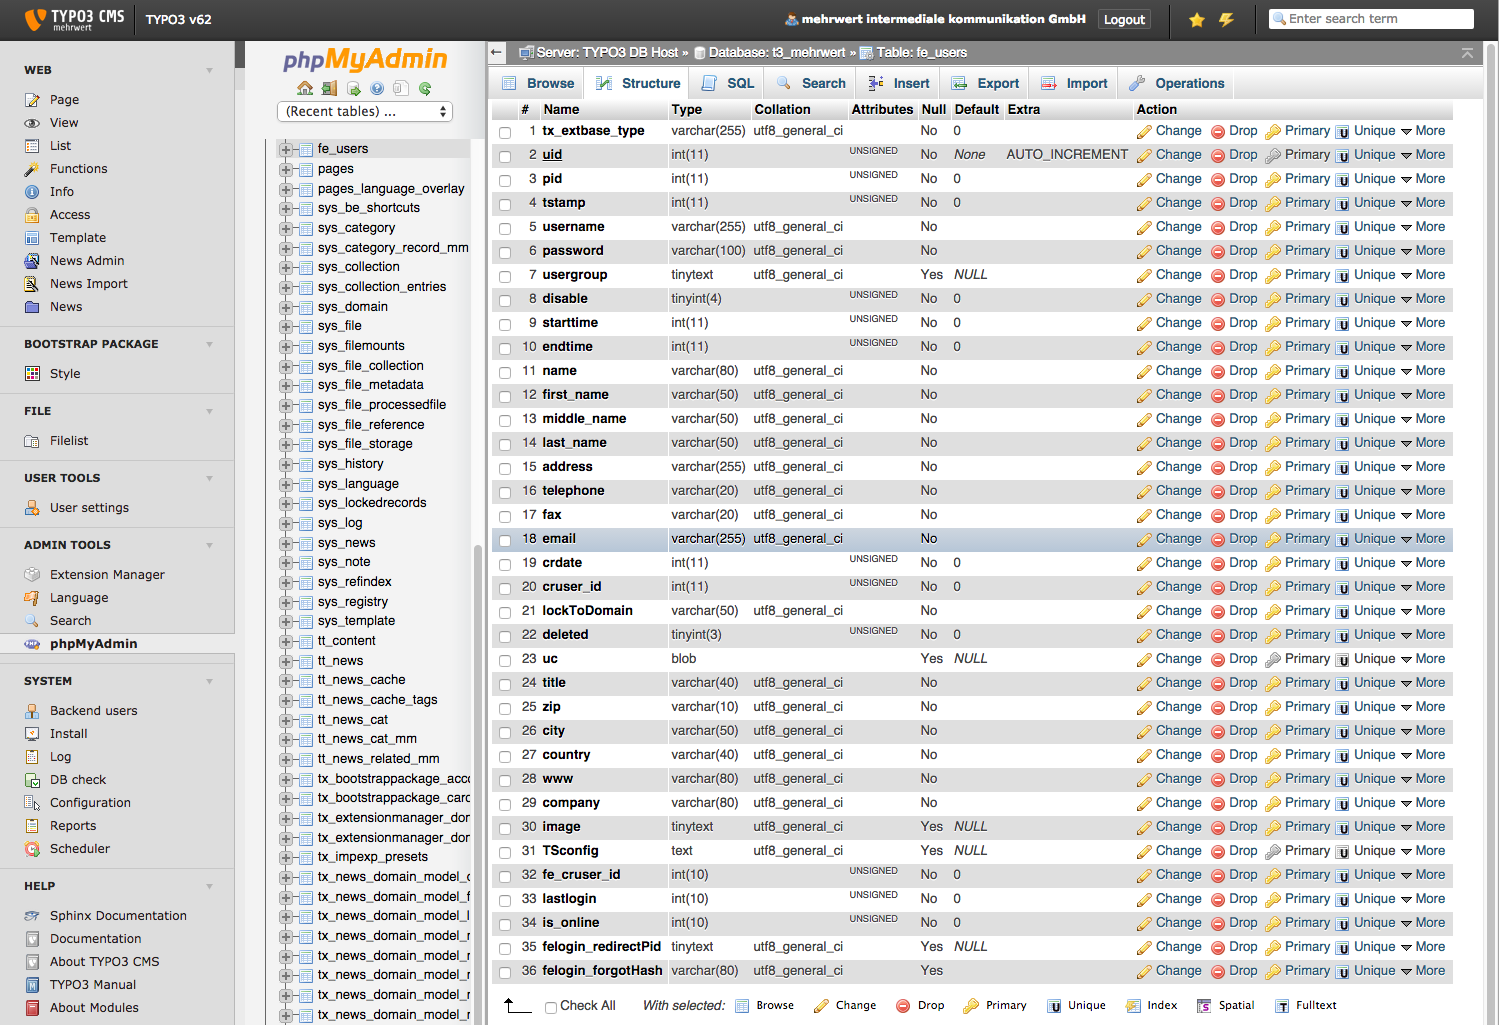 TYPO3 CMS
mehrwert
TYPO3 v62
mehrwert intermediale kommunikation GmbH
Logout
Enter search term
WEB
Page
View
List
Functions
Info
Access
Template
News Admin
News Import
News
BOOTSTRAP PACKAGE
Style
FILE
Filelist
USER TOOLS
User settings
ADMIN TOOLS
Extension Manager
Language
Search
phpMyAdmin
SYSTEM
Backend users
Install
Log
DB check
Configuration
Reports
Scheduler
HELP
Sphinx Documentation
Documentation
About TYPO3 CMS
TYPO3 Manual
About Modules
phpMyAdmin
(Recent tables) ...
fe_users
pages
pages_language_overlay
sys_be_shortcuts
sys_category
sys_category_record_mm
sys_collection
sys_collection_entries
sys_domain
sys_file
sys_filemounts
sys_file_collection
sys_file_metadata
sys_file_processedfile
sys_file_reference
sys_file_storage
sys_history
sys_language
sys_lockedrecords
sys_log
sys_news
sys_note
sys_refindex
sys_registry
sys_template
tt_content
tt_news
tt_news_cache
tt_news_cache_tags
tt_news_cat
tt_news_cat_mm
tt_news_related_mm
tx_bootstrappackage_acc
tx_bootstrappackage_card
tx_extensionmanager_dor
tx_extensionmanager_dor
tx_impexp_presets
tx_news_domain_model_c
tx_news_domain_model_f
tx_news_domain_model_l
tx_news_domain_model_r
tx_news_domain_model_r
tx_news_domain_model_r
tx_news_domain_model_r
tx_news_domain_model_r
Server: TYPO3 DB Host » Database: t3_mehrwert » Table: fe_users
Browse Structure SQL Search Insert Export Import Operations
# Name Type Collation Attributes Null Default Extra Action
1 tx_extbase_type varchar(255) utf8_general_ci No 0 Change Drop Primary Unique More
2 uid int(11) UNSIGNED No None AUTO_INCREMENT Change Drop Primary Unique More
3 pid int(11) UNSIGNED No 0 Change Drop Primary Unique More
4 tstamp int(11) UNSIGNED No 0 Change Drop Primary Unique More
5 username varchar(255) utf8_general_ci No Change Drop Primary Unique More
6 password varchar(100) utf8_general_ci No Change Drop Primary Unique More
7 usergroup tinytext utf8_general_ci Yes NULL Change Drop Primary Unique More
8 disable tinyint(4) UNSIGNED No 0 Change Drop Primary Unique More
9 starttime int(11) UNSIGNED No 0 Change Drop Primary Unique More
10 endtime int(11) UNSIGNED No 0 Change Drop Primary Unique More
11 name varchar(80) utf8_general_ci No Change Drop Primary Unique More
12 first_name varchar(50) utf8_general_ci No Change Drop Primary Unique More
13 middle_name varchar(50) utf8_general_ci No Change Drop Primary Unique More
14 last_name varchar(50) utf8_general_ci No Change Drop Primary Unique More
15 address varchar(255) utf8_general_ci No Change Drop Primary Unique More
16 telephone varchar(20) utf8_general_ci No Change Drop Primary Unique More
17 fax varchar(20) utf8_general_ci No Change Drop Primary Unique More
18 email varchar(255) utf8_general_ci No Change Drop Primary Unique More
19 crdate int(11) UNSIGNED No 0 Change Drop Primary Unique More
20 cruser_id int(11) UNSIGNED No 0 Change Drop Primary Unique More
21 lockToDomain varchar(50) utf8_general_ci No Change Drop Primary Unique More
22 deleted tinyint(3) UNSIGNED No 0 Change Drop Primary Unique More
23 uc blob Yes NULL Change Drop Primary Unique More
24 title varchar(40) utf8_general_ci No Change Drop Primary Unique More
25 zip varchar(10) utf8_general_ci No Change Drop Primary Unique More
26 city varchar(50) utf8_general_ci No Change Drop Primary Unique More
27 country varchar(40) utf8_general_ci No Change Drop Primary Unique More
28 www varchar(80) utf8_general_ci No Change Drop Primary Unique More
29 company varchar(80) utf8_general_ci No Change Drop Primary Unique More
30 image tinytext utf8_general_ci Yes NULL Change Drop Primary Unique More
31 TSconfig text utf8_general_ci Yes NULL Change Drop Primary Unique More
32 fe_cruser_id int(10) UNSIGNED No 0 Change Drop Primary Unique More
33 lastlogin int(10) UNSIGNED No 0 Change Drop Primary Unique More
34 is_online int(10) UNSIGNED No 0 Change Drop Primary Unique More
35 felogin_redirectPid tinytext utf8_general_ci Yes NULL Change Drop Primary Unique More
36 felogin_forgotHash varchar(80) utf8_general_ci Yes Change Drop Primary Unique More
Check All With selected: Browse Change Drop Primary Unique Index Spatial Fulltext